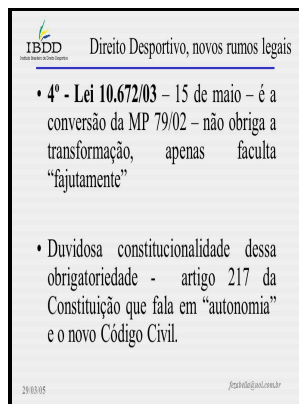 IBDD
Instituto Brasileiro de Direito Desportivo
Direito Desportivo, novos rumos legais
• 4º - Lei 10.672/03 – 15 de maio – é a
conversão da MP 79/02 – não obriga a
transformação, apenas faculta
“fajutamente”
• Duvidosa constitucionalidade dessa
obrigatoriedade - artigo 217 da
Constituição que fala em “autonomia”
e o novo Código Civil.
29/03/05
fezabella@uol.com.br